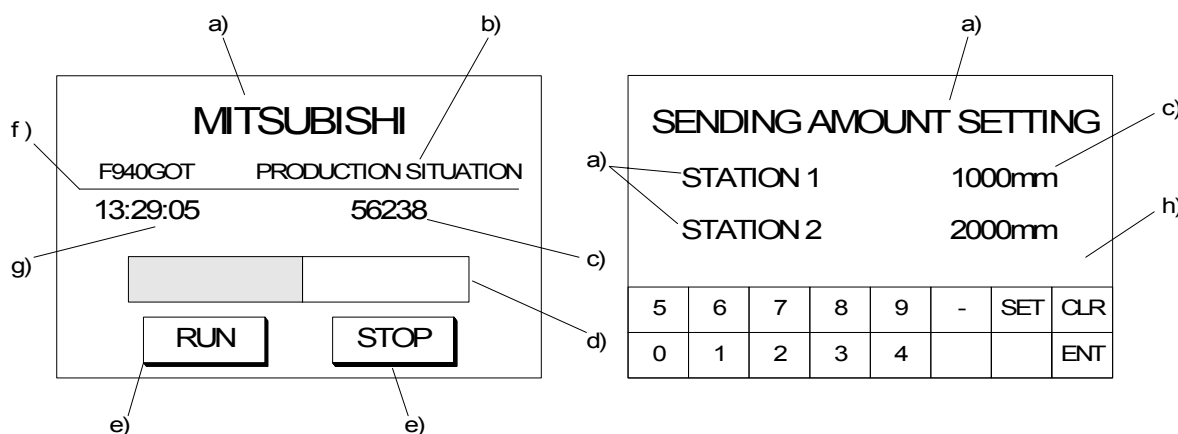 a)
b)
a)
MITSUBISHI
SENDING AMOUNT SETTING
c)
f)
F940GOT PRODUCTION SITUATION
a)
STATION 1 1000mm
13:29:05 56238
h)
STATION 2 2000mm
g)
c)
5 6 7 8 9 - SET CLR
RUN STOP
d)
0 1 2 3 4 ENT
e)
e)